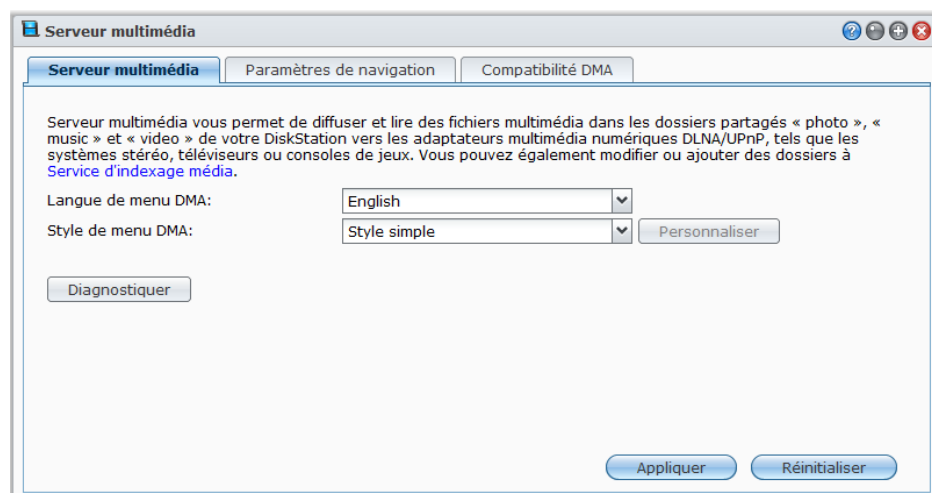 Serveur multimédia
Serveur multimédia
Paramètres de navigation
Compatibilité DMA
Serveur multimédia vous permet de diffuser et lire des fichiers multimédia dans les dossiers partagés « photo », «
music » et « video » de votre DiskStation vers les adaptateurs multimédia numériques DLNA/UPnP, tels que les
systèmes stéréo, téléviseurs ou consoles de jeux. Vous pouvez également modifier ou ajouter des dossiers à
Service d'indexage média.
Langue de menu DMA:
English
Style de menu DMA:
Style simple
Personnaliser
Diagnostiquer
Appliquer
Réinitialiser